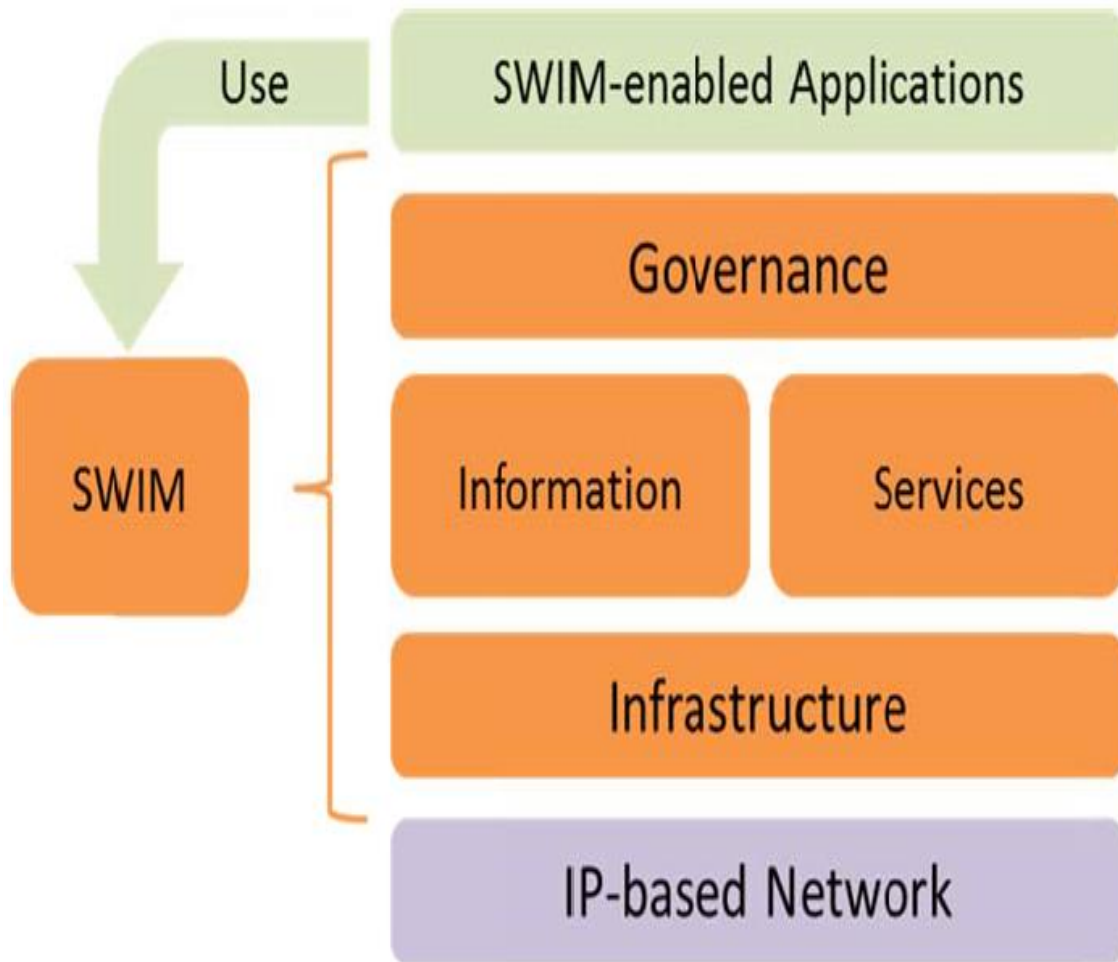 Use
SWIM-enabled Applications
Governance
SWIM
Information
Services
Infrastructure
IP-based Network